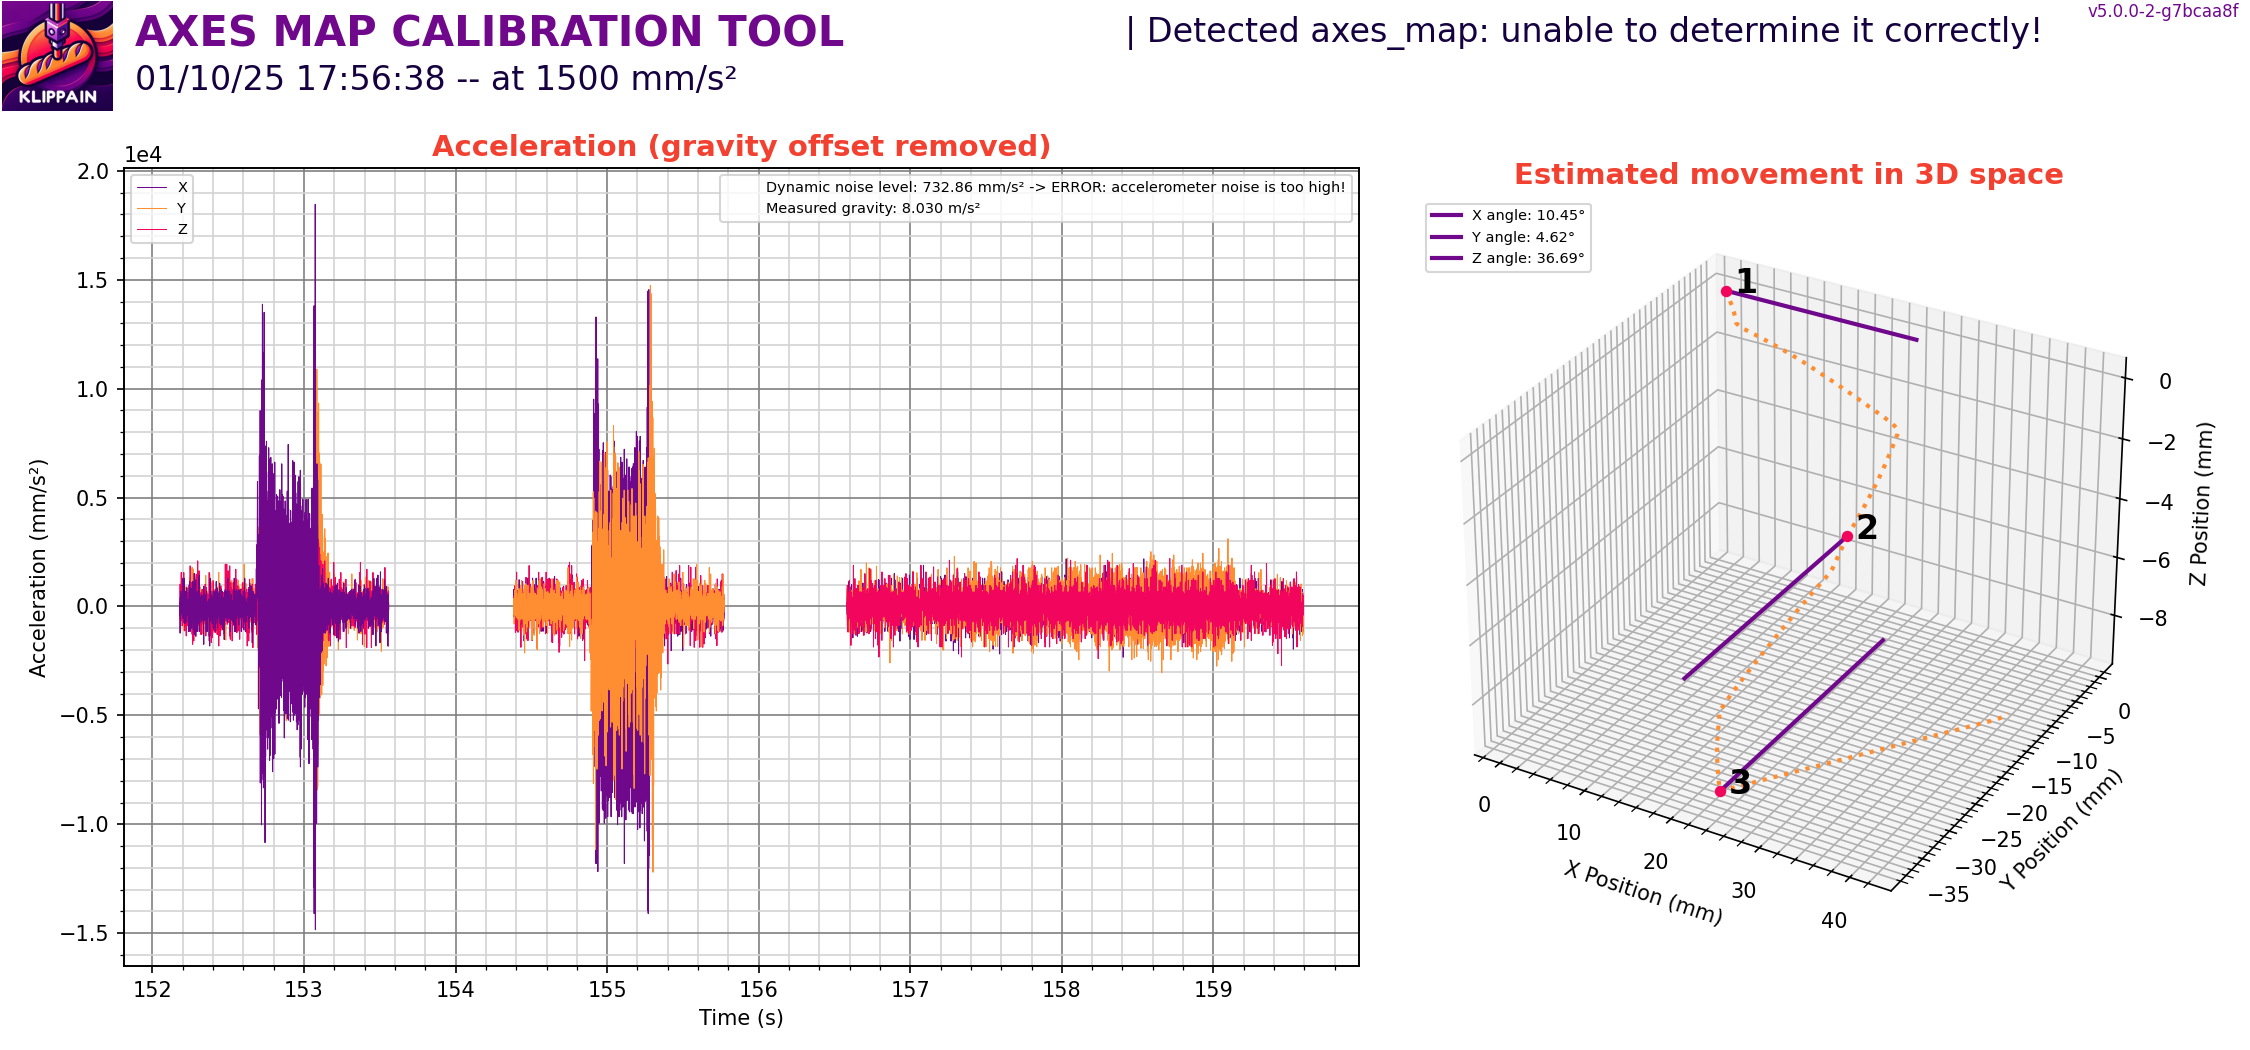 AXES MAP CALIBRATION TOOL
| Detected axes_map: unable to determine it correctly!
v5.0.0-2-g7bcaa8f
KLIPPAIN
01/10/25 17:56:38 -- at 1500 mm/s²
Acceleration (gravity offset removed)
1e4
X
Y
Z
Dynamic noise level: 732.86 mm/s² -> ERROR: accelerometer noise is too high!
Measured gravity: 8.030 m/s²
2.0
1.5
1.0
0.5
0.0
−0.5
−1.0
−1.5
Acceleration (mm/s²)
152
153
154
155
156
157
158
159
Time (s)
Estimated movement in 3D space
X angle: 10.45°
Y angle: 4.62°
Z angle: 36.69°
1
2
3
0
−2
−4
−6
−8
Z Position (mm)
0
−5
−10
−15
−20
−25
−30
−35
Y Position (mm)
0
10
20
30
40
X Position (mm)